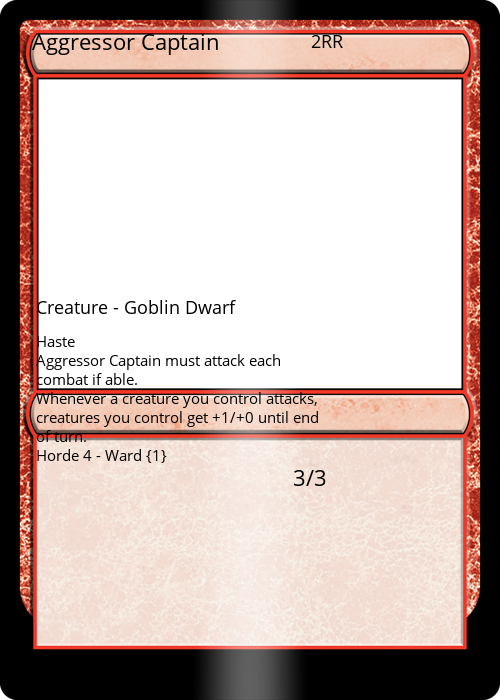 Aggressor Captain 2RR
Creature - Goblin Dwarf
Haste
Aggressor Captain must attack each
combat if able.
Whenever a creature you control attacks,
creatures you control get +1/+0 until end
of turn.
Horde 4 - Ward {1}
3/3